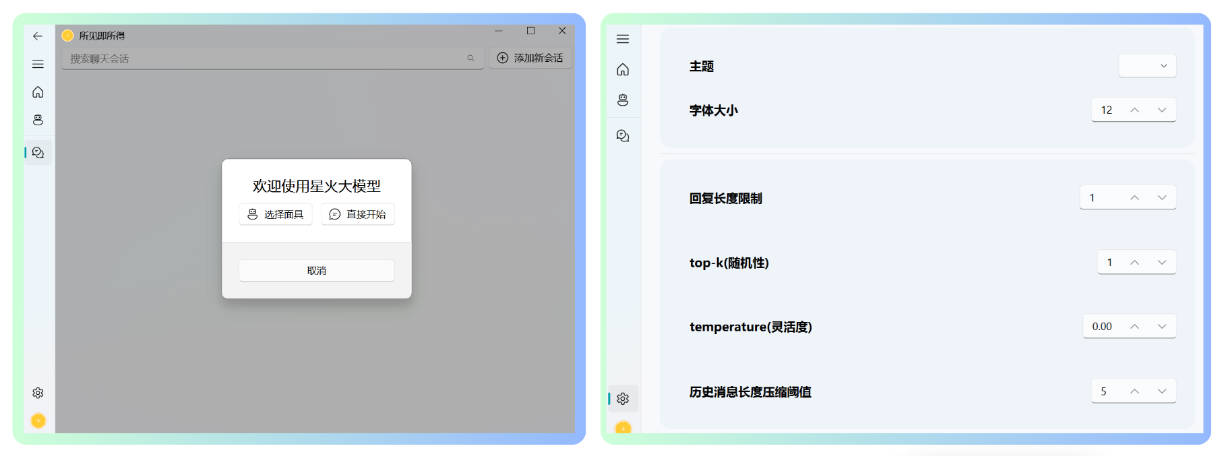 所见即所得
搜索聊天会话
添加新会话
欢迎使用星火大模型
选择面具
直接开始
取消
主题
字体大小
12
回复长度限制
1
top-k(随机性)
1
temperature(灵活度)
0.00
历史消息长度压缩阈值
5